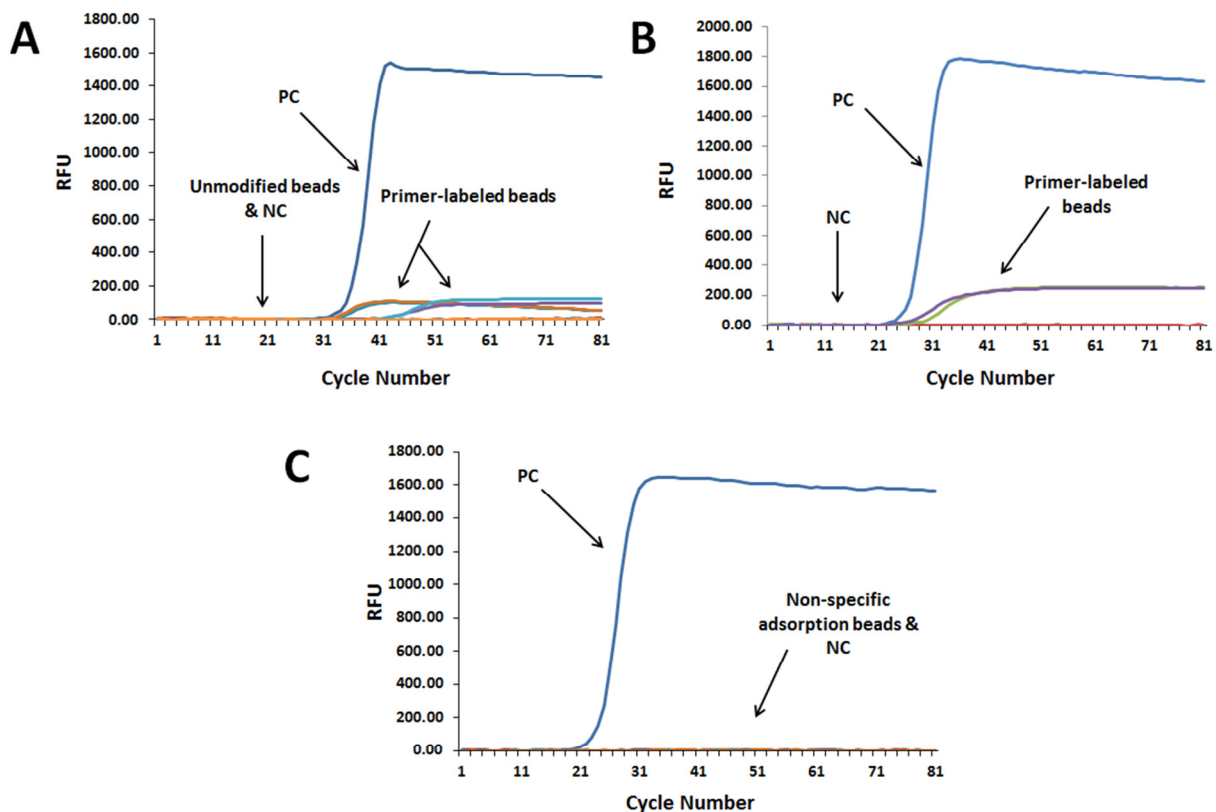 A
1800.00
1600.00
1400.00
1200.00
1000.00
800.00
600.00
400.00
200.00
0.00
RFU
PC
Unmodified beads
& NC
Primer-labeled beads
1 11 21 31 41 51 61 71 81
Cycle Number
B
2000.00
1800.00
1600.00
1400.00
1200.00
1000.00
800.00
600.00
400.00
200.00
0.00
RFU
PC
NC
Primer-labeled
beads
1 11 21 31 41 51 61 71 81
Cycle Number
C
1800.00
1600.00
1400.00
1200.00
1000.00
800.00
600.00
400.00
200.00
0.00
RFU
PC
Non-specific
adsorption beads &
NC
1 11 21 31 41 51 61 71 81
Cycle Number